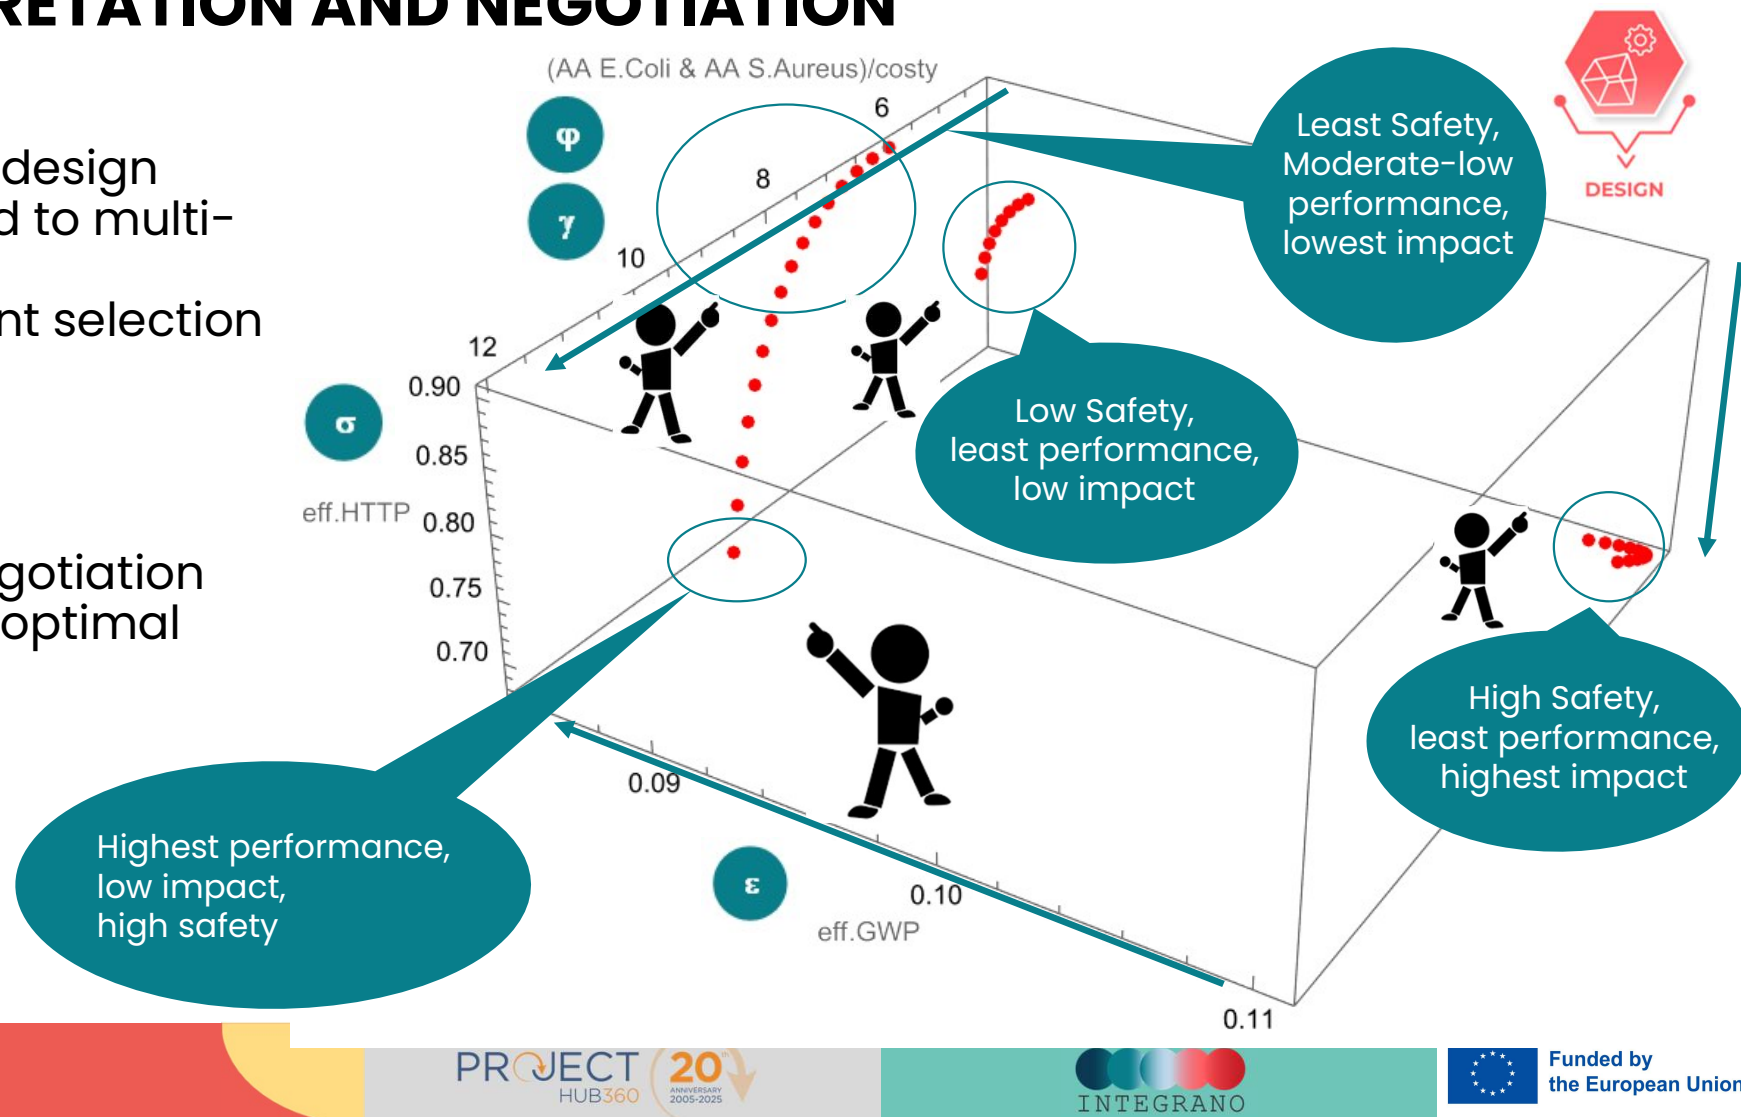 RETATION AND NEGOTIATION
design
d to multi-
nt selection
gotiation
optimal
(AA E.Coli & AA S.Aureus)/costy
φ
γ
σ
ε
6
8
10
12
0.90
0.85
eff.HTTP
0.80
0.75
0.70
0.09
0.10
0.11
eff.GWP
Least Safety,
Moderate-low
performance,
lowest impact
DESIGN
Low Safety,
least performance,
low impact
High Safety,
least performance,
highest impact
Highest performance,
low impact,
high safety
PROJECT
HUB360
20th
ANNIVERSARY
2005-2025
INTEGRANO
Funded by
the European Union